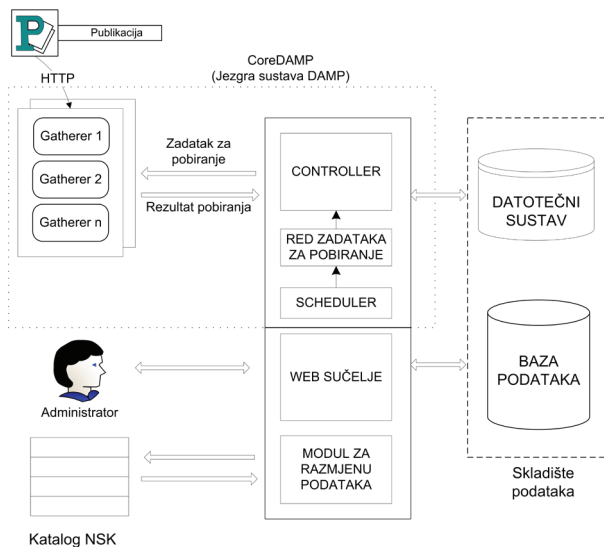 P
Publikacija
HTTP
CoreDAMP
(Jezgra sustava DAMP)
Gatherer 1
Gatherer 2
Gatherer n
Zadatak za
pobiranje
Rezultat pobiranja
CONTROLLER
RED ZADATAKA
ZA POBIRANJE
SCHEDULER
DATOTEČNI
SUSTAV
BAZA
PODATAKA
Skladište
podataka
Administrator
WEB SUČELJE
MODUL ZA
RAZMJENU
PODATAKA
Katalog NSK